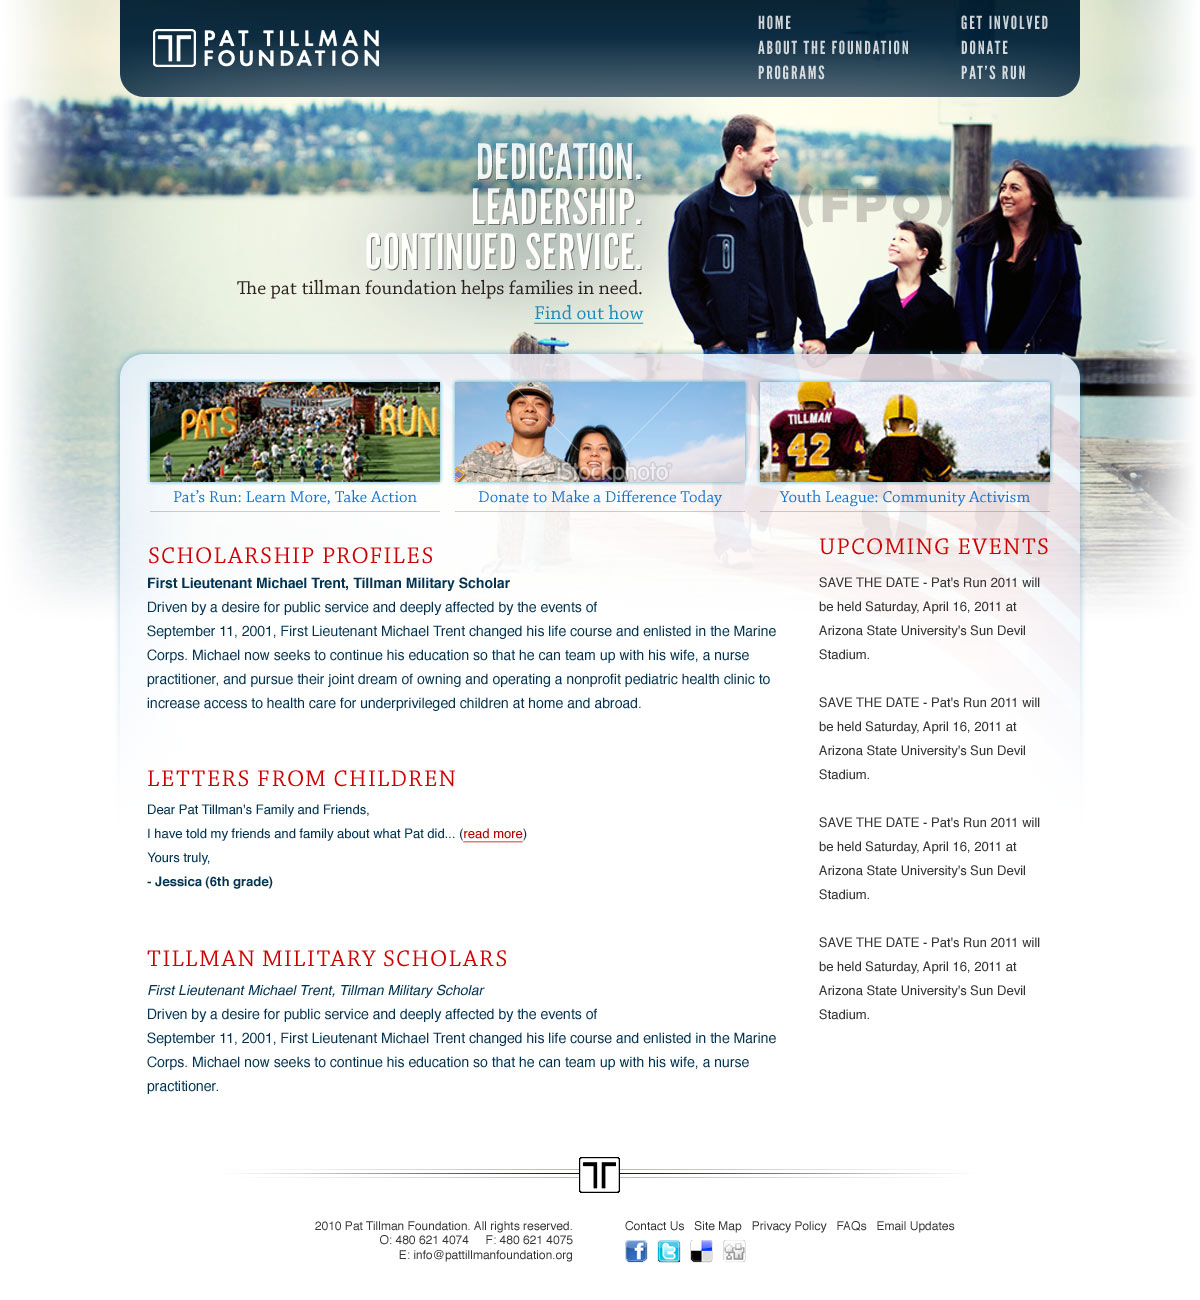 PAT TILLMAN
FOUNDATION
HOME
ABOUT THE FOUNDATION
PROGRAMS
GET INVOLVED
DONATE
PAT'S RUN
DEDICATION.
LEADERSHIP.
CONTINUED SERVICE.
The pat tillman foundation helps families in need.
Find out how
(FPO)
FINISH
PATS RUN
iStockphoto
TILLMAN
42
Pat's Run: Learn More, Take Action
Donate to Make a Difference Today
Youth League: Community Activism
SCHOLARSHIP PROFILES
First Lieutenant Michael Trent, Tillman Military Scholar
Driven by a desire for public service and deeply affected by the events of
September 11, 2001, First Lieutenant Michael Trent changed his life course and enlisted in the Marine
Corps. Michael now seeks to continue his education so that he can team up with his wife, a nurse
practitioner, and pursue their joint dream of owning and operating a nonprofit pediatric health clinic to
increase access to health care for underprivileged children at home and abroad.
LETTERS FROM CHILDREN
Dear Pat Tillman's Family and Friends,
I have told my friends and family about what Pat did... (read more)
Yours truly,
- Jessica (6th grade)
TILLMAN MILITARY SCHOLARS
First Lieutenant Michael Trent, Tillman Military Scholar
Driven by a desire for public service and deeply affected by the events of
September 11, 2001, First Lieutenant Michael Trent changed his life course and enlisted in the Marine
Corps. Michael now seeks to continue his education so that he can team up with his wife, a nurse
practitioner.
UPCOMING EVENTS
SAVE THE DATE - Pat's Run 2011 will
be held Saturday, April 16, 2011 at
Arizona State University's Sun Devil
Stadium.
SAVE THE DATE - Pat's Run 2011 will
be held Saturday, April 16, 2011 at
Arizona State University's Sun Devil
Stadium.
SAVE THE DATE - Pat's Run 2011 will
be held Saturday, April 16, 2011 at
Arizona State University's Sun Devil
Stadium.
SAVE THE DATE - Pat's Run 2011 will
be held Saturday, April 16, 2011 at
Arizona State University's Sun Devil
Stadium.
2010 Pat Tillman Foundation. All rights reserved.
O: 480 621 4074 F: 480 621 4075
E: info@pattillmanfoundation.org
Contact Us Site Map Privacy Policy FAQs Email Updates